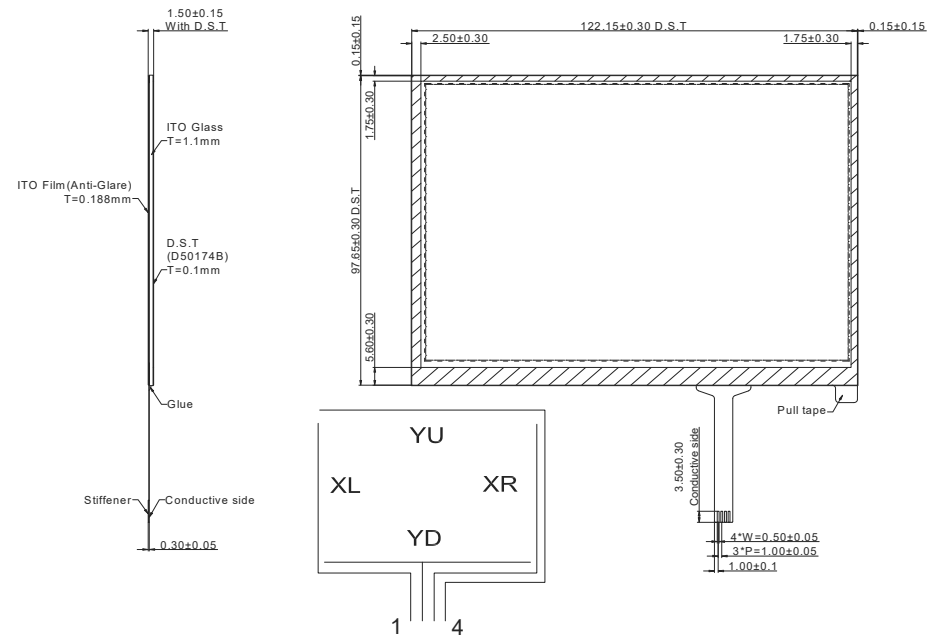 1.50±0.15
With D.S.T
ITO Glass
T=1.1mm
ITO Film(Anti-Glare)
T=0.188mm
D.S.T
(D50174B)
T=0.1mm
Glue
Stiffener
Conductive side
0.30±0.05
122.15±0.30 D.S.T
0.15±0.15
2.50±0.30
1.75±0.30
0.15±0.15
1.75±0.30
97.65±0.30 D.S.T
5.60±0.30
Pull tape
3.50±0.30
Conductive side
4*W=0.50±0.05
3*P=1.00±0.05
1.00±0.1
YU
XL
XR
YD
1
4